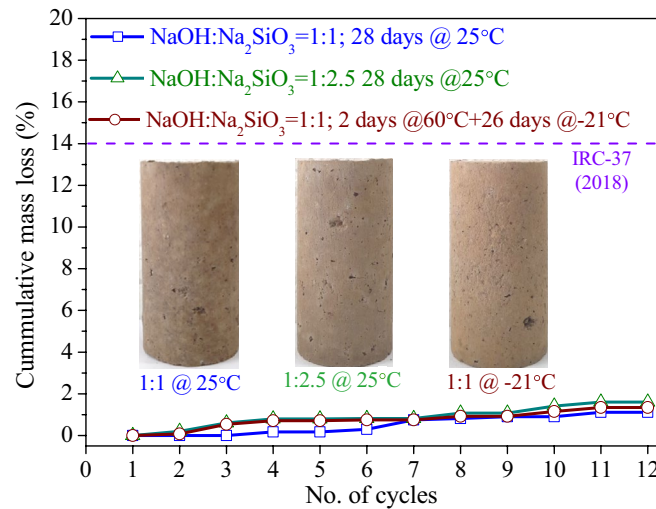 20
18
16
14
12
10
8
6
4
2
0
Cummulative mass loss (%)
NaOH:Na₂SiO₃=1:1; 28 days @ 25°C
NaOH:Na₂SiO₃=1:2.5 28 days @25°C
NaOH:Na₂SiO₃=1:1; 2 days @60°C+26 days @-21°C
IRC-37
(2018)
1:1 @ 25°C
1:2.5 @ 25°C
1:1 @ -21°C
0 1 2 3 4 5 6 7 8 9 10 11 12
No. of cycles